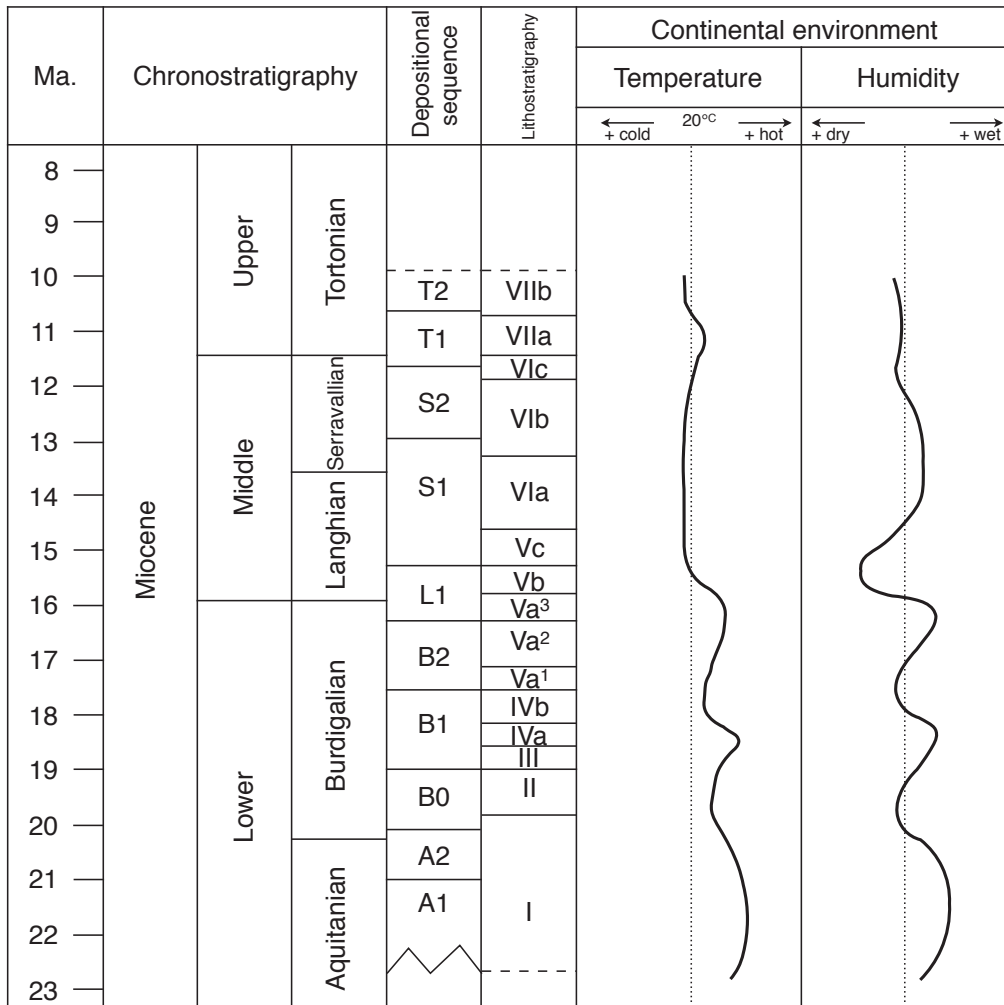 Continental environment
Ma.
Chronostratigraphy
Depositional
sequence
Lithostratigraphy
Temperature
Humidity
20°C
+ cold
+ hot
+ dry
+ wet
8
9
10
11
12
13
14
15
16
17
18
19
20
21
22
23
Miocene
Upper
Middle
Lower
Tortonian
Serravallian
Langhian
Burdigalian
Aquitanian
T2
T1
S2
S1
L1
B2
B1
B0
A2
A1
VIIb
VIIa
VIc
VIb
VIa
Vc
Vb
Va³
Va²
Va¹
IVb
IVa
III
II
I